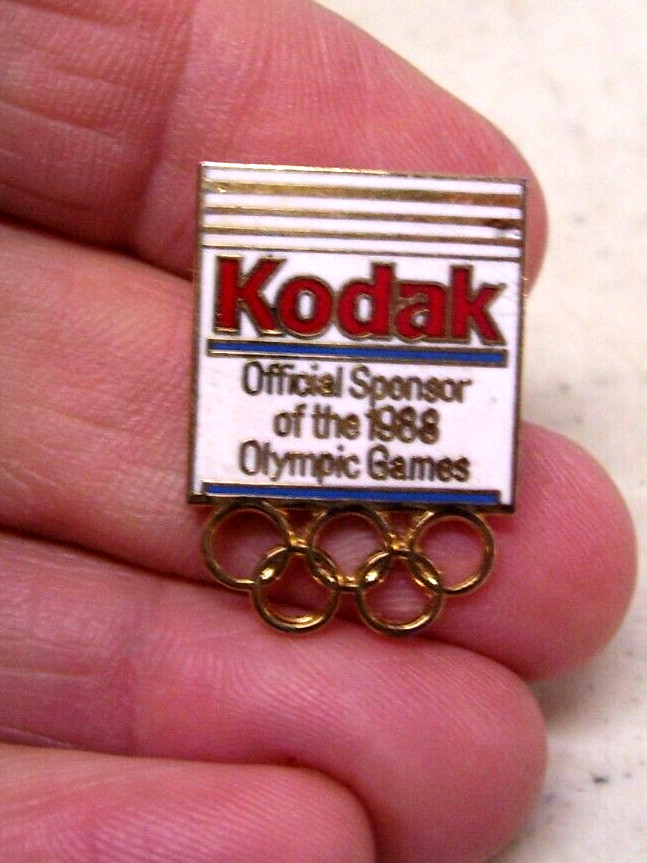 Kodak
Official Sponsor
of the 1988
Olympic Games